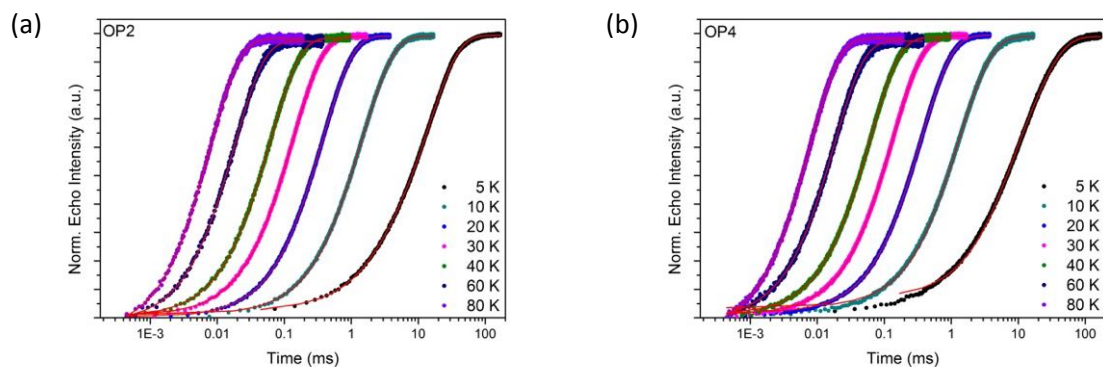 (a)
OP2
Norm. Echo Intensity (a.u.)
5 K
10 K
20 K
30 K
40 K
60 K
80 K
1E-3 0.01 0.1 1 10 100
Time (ms)
(b)
OP4
Norm. Echo Intensity (a.u.)
5 K
10 K
20 K
30 K
40 K
60 K
80 K
1E-3 0.01 0.1 1 10 100
Time (ms)